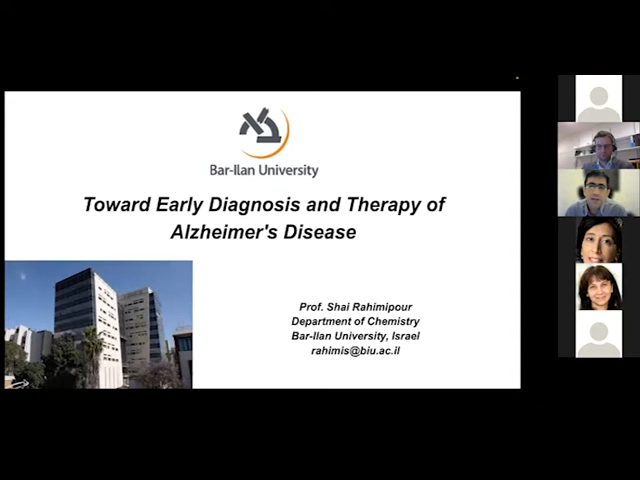 Bar-Ilan University
Toward Early Diagnosis and Therapy of
Alzheimer's Disease
Prof. Shai Rahimipour
Department of Chemistry
Bar-Ilan University, Israel
rahimis@biu.ac.il